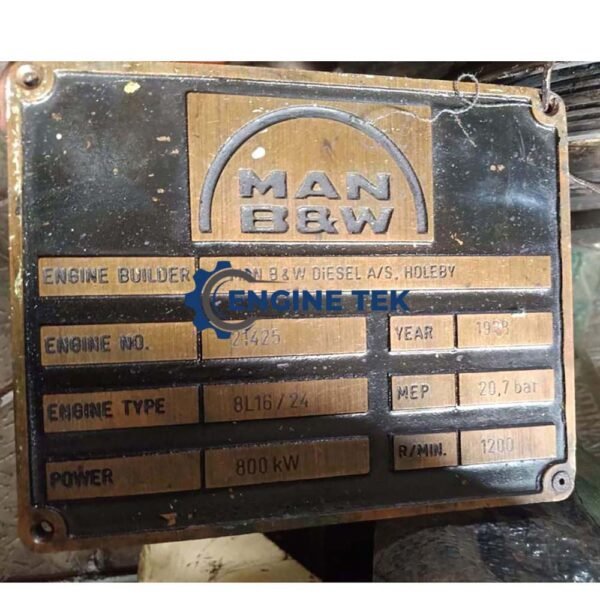 MAN
B&W
ENGINE BUILDER MAN B&W DIESEL A/S, HOLEBY
ENGINE TEK
ENGINE NO. 21425 YEAR
ENGINE TYPE 8L16/24 MEP 20,7 bar
POWER 800 kW R/MIN. 1200